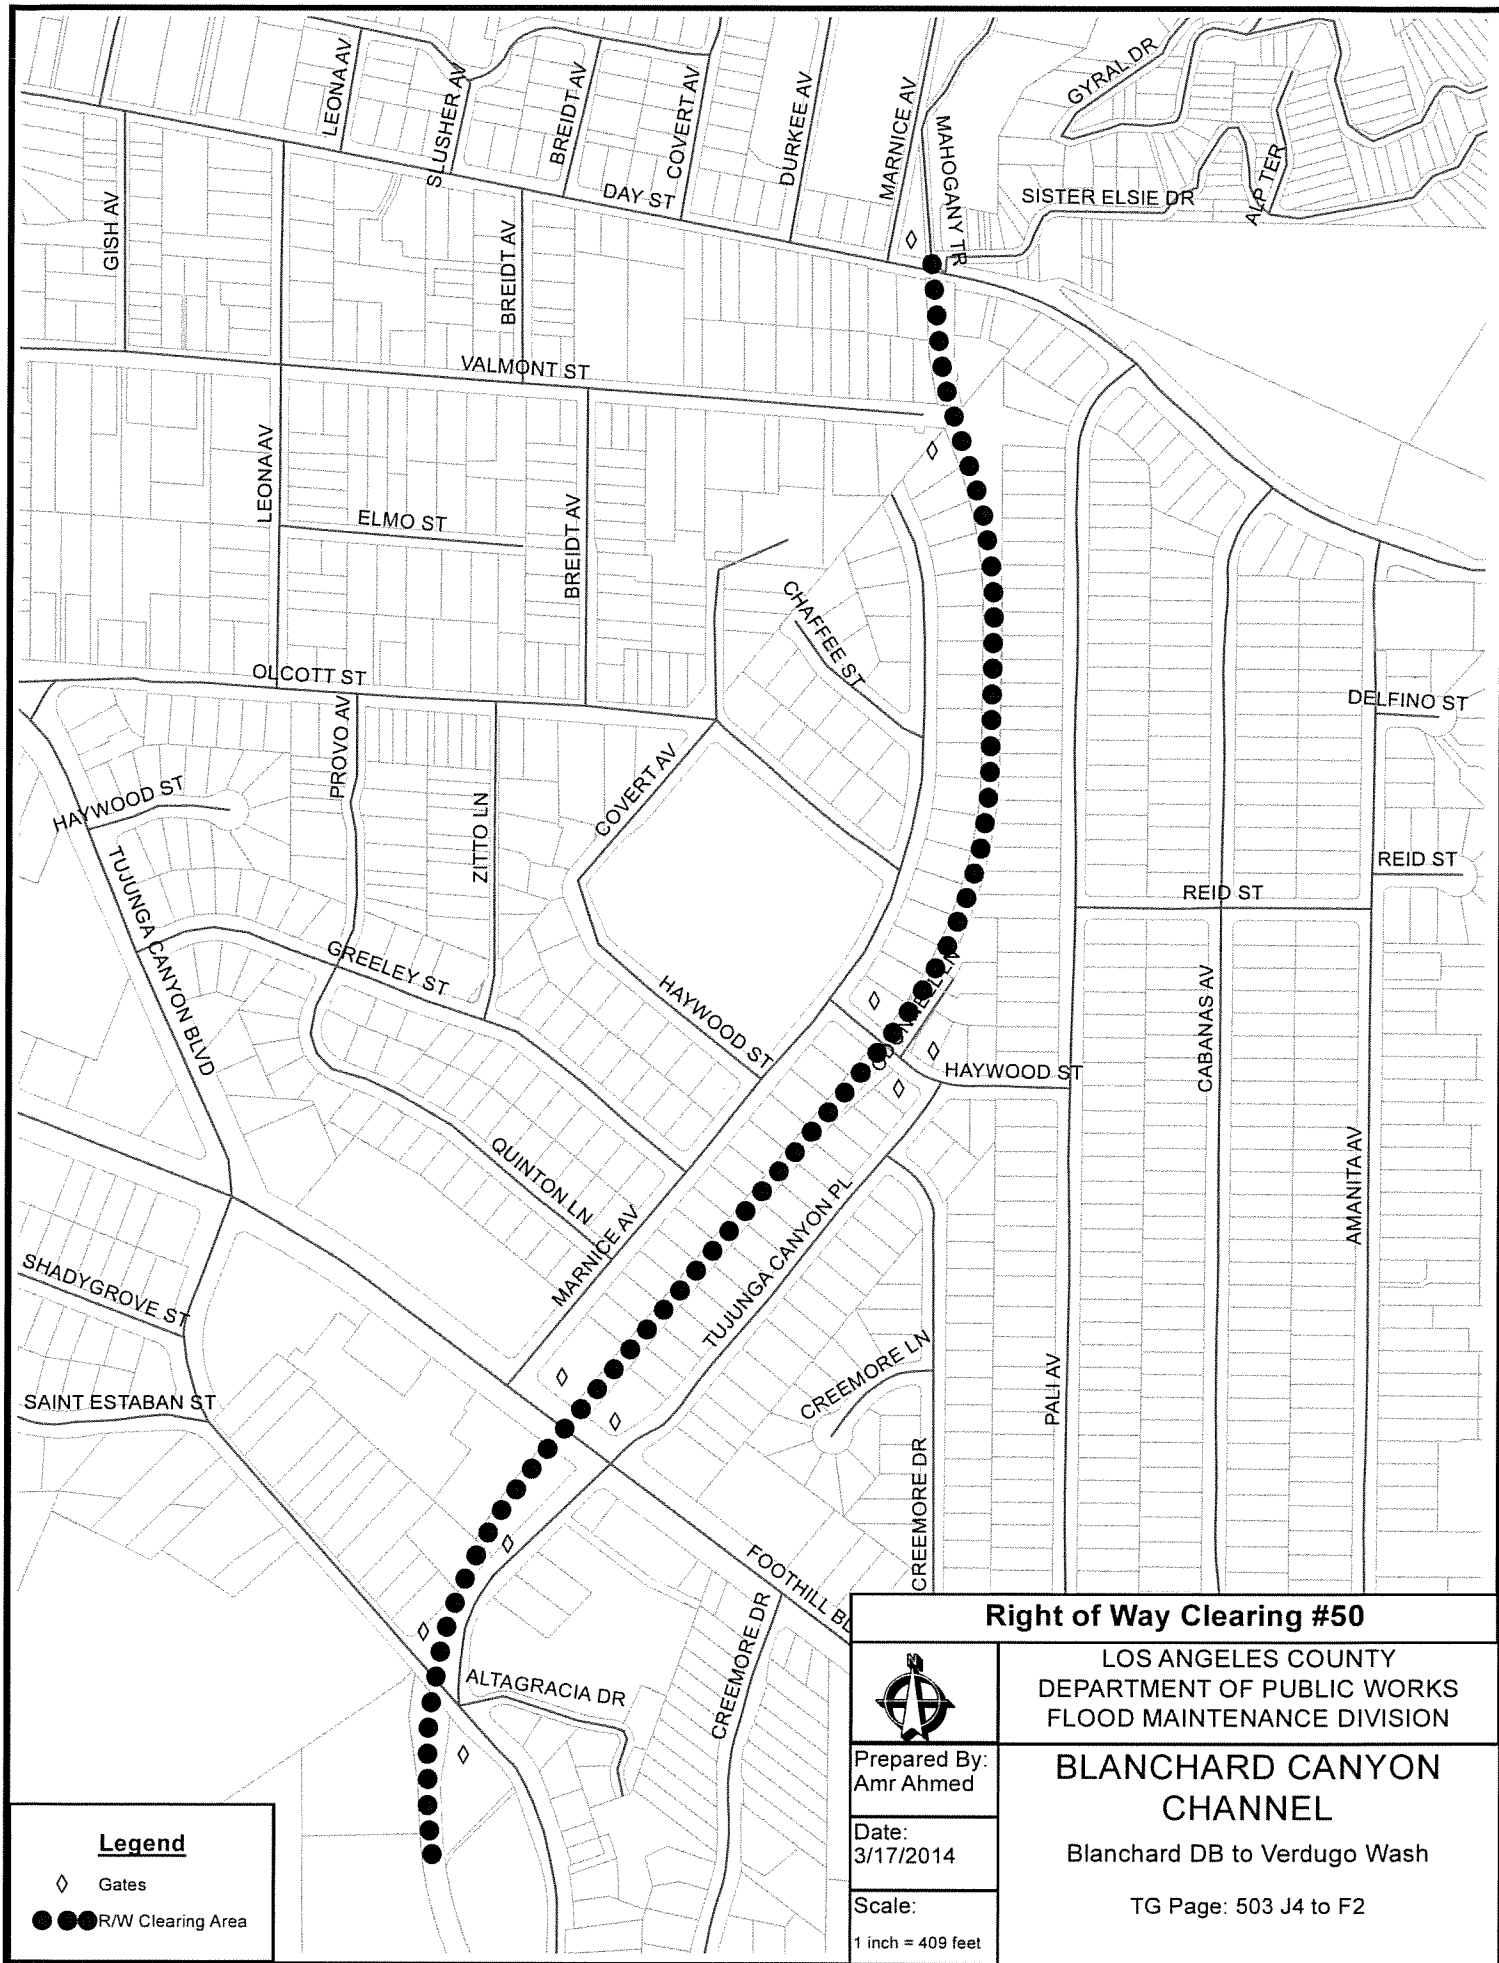 LEONA AV
SLUSHER AV
BREIDT AV
COVERT AV
DURKEE AV
MARNICE AV
MAHOGANY TR
GYRAL DR
SISTER ELSIE DR
ALP TER
DAY ST
GISH AV
BREIDT AV
VALMONT ST
LEONA AV
ELMO ST
BREIDT AV
CHAFFEE ST
OLCOTT ST
PROVO AV
DELFINO ST
COVERT AV
HAYWOOD ST
ZITTO LN
TUJUNGA CANYON BLVD
REID ST
REID ST
GREELEY ST
HAYWOOD ST
CABANAS AV
HAYWOOD ST
QUINTON LN
MARNICE AV
TUJUNGA CANYON PL
AMANITA AV
SHADYGROVE ST
SAINT ESTABAN ST
CREEMORE LN
PALI AV
CREEMORE DR
FOOTHILL BL
CREEMORE DR
ALTAGRACIA DR
Right of Way Clearing #50
N
LOS ANGELES COUNTY
DEPARTMENT OF PUBLIC WORKS
FLOOD MAINTENANCE DIVISION
Prepared By:
Amr Ahmed
Date:
3/17/2014
Scale:
1 inch = 409 feet
BLANCHARD CANYON
CHANNEL
Blanchard DB to Verdugo Wash
TG Page: 503 J4 to F2
Legend
Gates
R/W Clearing Area